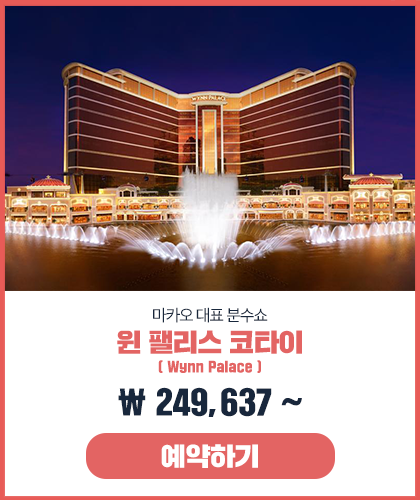 WYNN PALACE
마카오 대표 분수쇼
윈 팰리스 코타이
( Wynn Palace )
₩ 249,637 ~
예약하기